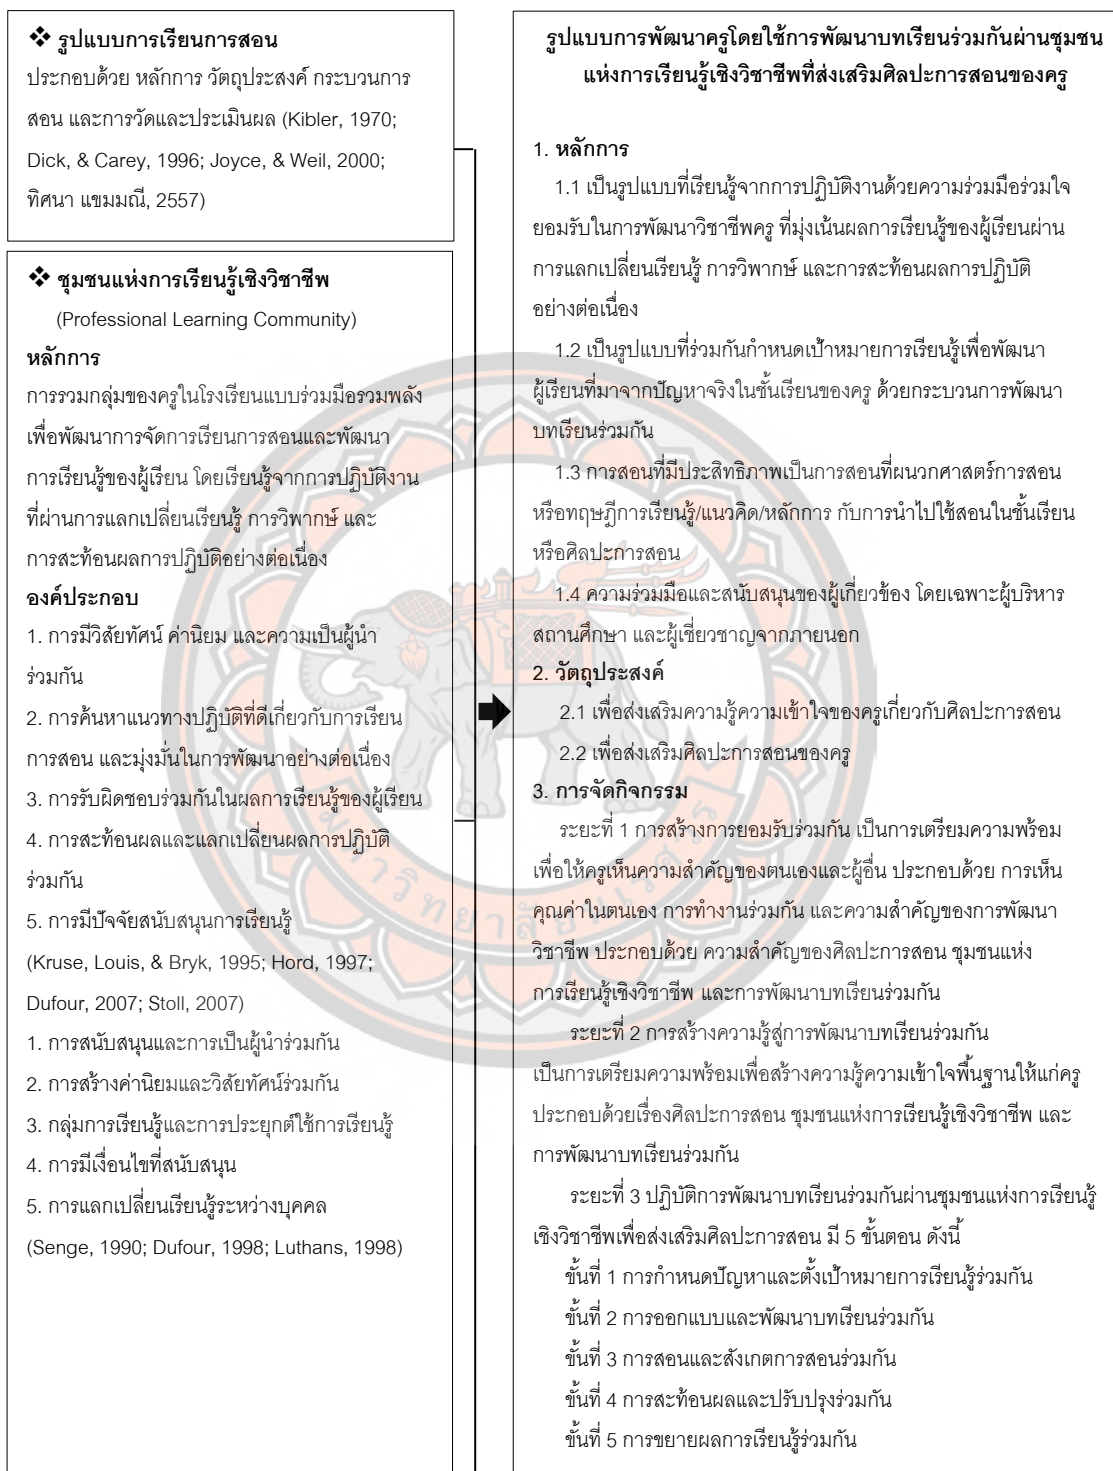 ❖ รูปแบบการเรียนการสอน
ประกอบด้วย หลักการ วัตถุประสงค์ กระบวนการ
สอน และการวัดและประเมินผล (Kibler, 1970;
Dick, & Carey, 1996; Joyce, & Weil, 2000;
ทิศนา แขมมณี, 2557)
❖ ชุมชนแห่งการเรียนรู้เชิงวิชาชีพ
(Professional Learning Community)
หลักการ
การรวมกลุ่มของครูในโรงเรียนแบบร่วมมือรวมพลัง
เพื่อพัฒนาการจัดการเรียนการสอนและพัฒนา
การเรียนรู้ของผู้เรียน โดยเรียนรู้จากการปฏิบัติงาน
ที่ผ่านการแลกเปลี่ยนเรียนรู้ การวิพากษ์ และ
การสะท้อนผลการปฏิบัติอย่างต่อเนื่อง
องค์ประกอบ
1. การมีวิสัยทัศน์ ค่านิยม และความเป็นผู้นำ
ร่วมกัน
2. การค้นหาแนวทางปฏิบัติที่ดีเกี่ยวกับการเรียน
การสอน และมุ่งมั่นในการพัฒนาอย่างต่อเนื่อง
3. การรับผิดชอบร่วมกันในผลการเรียนรู้ของผู้เรียน
4. การสะท้อนผลและแลกเปลี่ยนผลการปฏิบัติ
ร่วมกัน
5. การมีปัจจัยสนับสนุนการเรียนรู้
(Kruse, Louis, & Bryk, 1995; Hord, 1997;
Dufour, 2007; Stoll, 2007)
1. การสนับสนุนและการเป็นผู้นำร่วมกัน
2. การสร้างค่านิยมและวิสัยทัศน์ร่วมกัน
3. กลุ่มการเรียนรู้และการประยุกต์ใช้การเรียนรู้
4. การมีเงื่อนไขที่สนับสนุน
5. การแลกเปลี่ยนเรียนรู้ระหว่างบุคคล
(Senge, 1990; Dufour, 1998; Luthans, 1998)
รูปแบบการพัฒนาครูโดยใช้การพัฒนาบทเรียนร่วมกันผ่านชุมชน
แห่งการเรียนรู้เชิงวิชาชีพที่ส่งเสริมศิลปะการสอนของครู
1. หลักการ
1.1 เป็นรูปแบบที่เรียนรู้จากการปฏิบัติงานด้วยความร่วมมือร่วมใจ
ยอมรับในการพัฒนาวิชาชีพครู ที่มุ่งเน้นผลการเรียนรู้ของผู้เรียนผ่าน
การแลกเปลี่ยนเรียนรู้ การวิพากษ์ และการสะท้อนผลการปฏิบัติ
อย่างต่อเนื่อง
1.2 เป็นรูปแบบที่ร่วมกันกำหนดเป้าหมายการเรียนรู้เพื่อพัฒนา
ผู้เรียนที่มาจากปัญหาจริงในชั้นเรียนของครู ด้วยกระบวนการพัฒนา
บทเรียนร่วมกัน
1.3 การสอนที่มีประสิทธิภาพเป็นการสอนที่ผนวกศาสตร์การสอน
หรือทฤษฎีการเรียนรู้/แนวคิด/หลักการ กับการนำไปใช้สอนในชั้นเรียน
หรือศิลปะการสอน
1.4 ความร่วมมือและสนับสนุนของผู้เกี่ยวข้อง โดยเฉพาะผู้บริหาร
สถานศึกษา และผู้เชี่ยวชาญจากภายนอก
2. วัตถุประสงค์
2.1 เพื่อส่งเสริมความรู้ความเข้าใจของครูเกี่ยวกับศิลปะการสอน
2.2 เพื่อส่งเสริมศิลปะการสอนของครู
3. การจัดกิจกรรม
ระยะที่ 1 การสร้างการยอมรับร่วมกัน เป็นการเตรียมความพร้อม
เพื่อให้ครูเห็นความสำคัญของตนเองและผู้อื่น ประกอบด้วย การเห็น
คุณค่าในตนเอง การทำงานร่วมกัน และความสำคัญของการพัฒนา
วิชาชีพ ประกอบด้วย ความสำคัญของศิลปะการสอน ชุมชนแห่ง
การเรียนรู้เชิงวิชาชีพ และการพัฒนาบทเรียนร่วมกัน
ระยะที่ 2 การสร้างความรู้สู่การพัฒนาบทเรียนร่วมกัน
เป็นการเตรียมความพร้อมเพื่อสร้างความรู้ความเข้าใจพื้นฐานให้แก่ครู
ประกอบด้วยเรื่องศิลปะการสอน ชุมชนแห่งการเรียนรู้เชิงวิชาชีพ และ
การพัฒนาบทเรียนร่วมกัน
ระยะที่ 3 ปฏิบัติการพัฒนาบทเรียนร่วมกันผ่านชุมชนแห่งการเรียนรู้
เชิงวิชาชีพเพื่อส่งเสริมศิลปะการสอน มี 5 ขั้นตอน ดังนี้
ขั้นที่ 1 การกำหนดปัญหาและตั้งเป้าหมายการเรียนรู้ร่วมกัน
ขั้นที่ 2 การออกแบบและพัฒนาบทเรียนร่วมกัน
ขั้นที่ 3 การสอนและสังเกตการสอนร่วมกัน
ขั้นที่ 4 การสะท้อนผลและปรับปรุงร่วมกัน
ขั้นที่ 5 การขยายผลการเรียนรู้ร่วมกัน
มหาวิทยาลัยนเรศวร